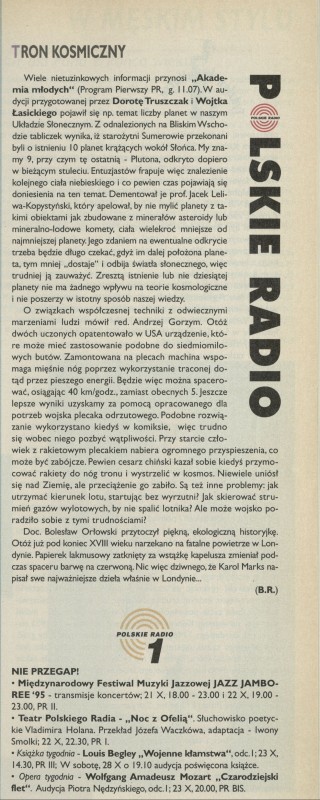 TRON KOSMICZNY
Wiele nietuzinkowych informacji przynosi „Akade-
mia młodych" (Program Pierwszy PR, g. 11.07). W au-
dycji przygotowanej przez Dorotę Truszczak i Wojtka
Łasickiego pojawił się np. temat liczby planet w naszym
Układzie Słonecznym. Z odnalezionych na Bliskim Wscho-
dzie tabliczek wynika, iż starożytni Sumerowie przekonani
byli o istnieniu 10 planet krążących wokół Słońca. My zna-
my 9, przy czym tę ostatnią - Plutona, odkryto dopiero
w bieżącym stuleciu. Entuzjastów frapuje więc znalezienie
kolejnego ciała niebieskiego i co pewien czas pojawiają się
doniesienia na ten temat. Dementował je prof. Jacek Leli-
wa-Kopystyński, który apelował, by nie mylić planety z ta-
kimi obiektami jak zbudowane z minerałów asteroidy lub
mineralno-lodowe komety, ciała wielekroć mniejsze od
najmniejszej planety. Jego zdaniem na ewentualne odkrycie
trzeba będzie długo czekać, gdyż im dalej położona plane-
ta, tym mniej „dostaje" i odbija światła słonecznego, więc
trudniej ją zauważyć. Zresztą istnienie lub nie dziesiątej
planety nie ma żadnego wpływu na teorie kosmologiczne
i nie poszerzy w istotny sposób naszej wiedzy.
O związkach współczesnej techniki z odwiecznymi
marzeniami ludzi mówił red. Andrzej Gorzym. Otóż
dwóch uczonych opatentowało w USA urządzenie, któ-
re może mieć zastosowanie podobne do siedmiomilo-
wych butów. Zamontowana na plecach machina wspo-
maga mięśnie nóg poprzez wykorzystanie traconej do-
tąd przez pieszego energii. Będzie więc można spacero-
wać, osiągając 40 km/godz., zamiast obecnych 5. Jeszcze
lepsze wyniki uzyskamy za pomocą opracowanego dla
potrzeb wojska plecaka odrzutowego. Podobne rozwią-
zanie wykorzystano kiedyś w komiksie, więc trudno
się wobec niego pozbyć wątpliwości. Przy starcie czło-
wiek z rakietowym plecakiem nabiera ogromnego przyspieszenia, co
może być zabójcze. Pewien cesarz chiński kazał sobie kiedyś przymo-
cować rakiety do nóg tronu i wystrzelić w kosmos. Niewiele uniósł
się nad Ziemię, ale przeciążenie go zabiło. Są też inne problemy: jak
utrzymać kierunek lotu, startując bez wyrzutni? Jak skierować stru-
mień gazów wylotowych, by nie spalić lotnika? Ale może wojsko po-
radziło sobie z tymi trudnościami?
Doc. Bolesław Orłowski przytoczył piękną, ekologiczną historyjkę.
Otóż już pod koniec XVIII wieku narzekano na fatalne powietrze w Lon-
dynie. Papierek lakmusowy zatknięty za wstążkę kapelusza zmieniał pod-
czas spaceru barwę na czerwoną. Nic więc dziwnego, że Karol Marks na-
pisał swe najważniejsze dzieła właśnie w Londynie...
(B.R.)
POLSKIE RADIO
POLSKIE RADIO
1
NIE PRZEGAP!
• Międzynarodowy Festiwal Muzyki Jazzowej JAZZ JAMBO-
REE '95 - transmisje koncertów; 21 X, 18.00 - 23.00 i 22 X, 19.00 -
23.00, PR II.
• Teatr Polskiego Radia - „Noc z Ofelią". Słuchowisko poetyc-
kie Vladimira Holana. Przekład Józefa Waczkówa, adaptacja - Iwony
Smolki; 22 X, 22.30, PR I.
• Książka tygodnia - Louis Begley „Wojenne kłamstwa", odc.1; 23 X,
14.30, PR III; W sobotę, 28 X o 19.10 audycja poświęcona książce.
• Opera tygodnia - Wolfgang Amadeusz Mozart „Czarodziejski
flet". Audycja Piotra Nędzyńskiego, odc.1; 23 X, 20.00, PR BIS.